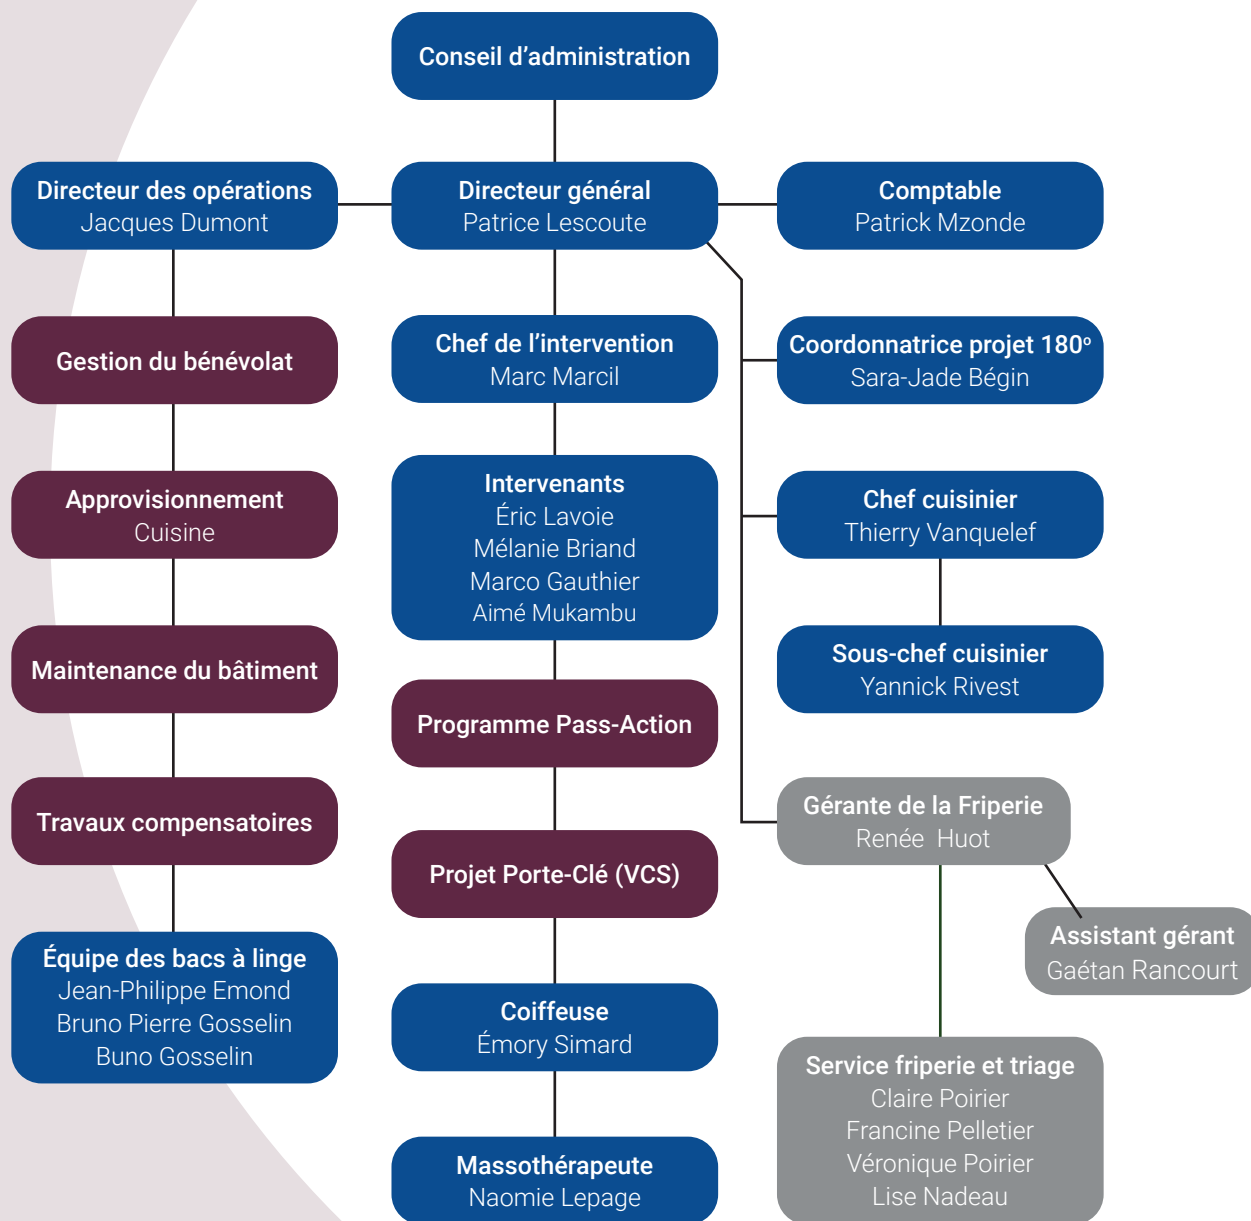 Conseil d’administration
Directeur des opérations
Jacques Dumont
Directeur général
Patrice Lescoute
Comptable
Patrick Mzonde
Gestion du bénévolat
Chef de l’intervention
Marc Marcil
Coordonnatrice projet 180º
Sara-Jade Bégin
Approvisionnement
Cuisine
Intervenants
Éric Lavoie
Mélanie Briand
Marco Gauthier
Aimé Mukambu
Chef cuisinier
Thierry Vanquelef
Maintenance du bâtiment
Sous-chef cuisinier
Yannick Rivest
Programme Pass-Action
Travaux compensatoires
Gérante de la Friperie
Renée Huot
Projet Porte-Clé (VCS)
Assistant gérant
Gaétan Rancourt
Équipe des bacs à linge
Jean-Philippe Emond
Bruno Pierre Gosselin
Buno Gosselin
Coiffeuse
Émory Simard
Service friperie et triage
Claire Poirier
Francine Pelletier
Véronique Poirier
Lise Nadeau
Massothérapeute
Naomie Lepage